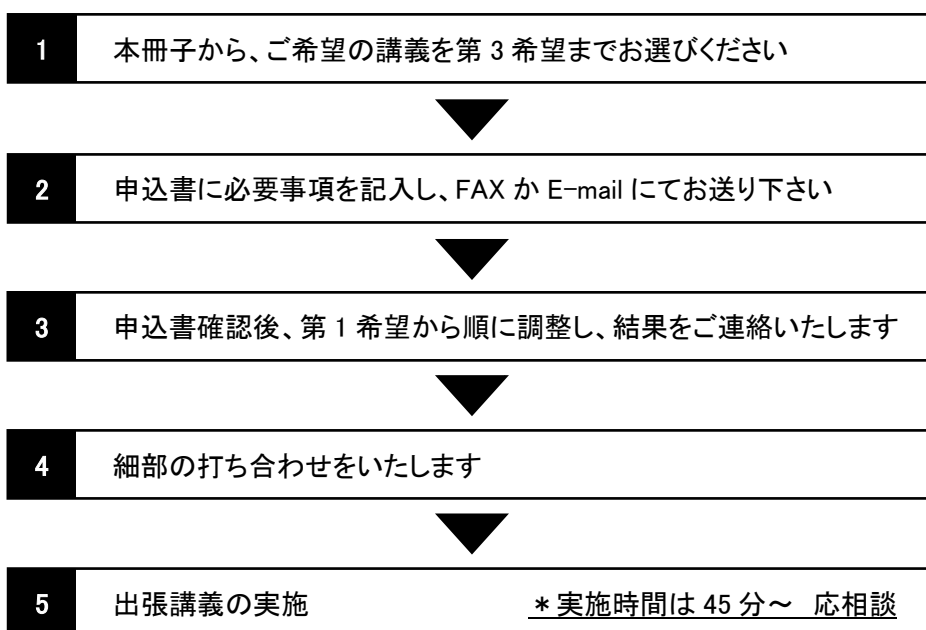 1 本冊子から、ご希望の講義を第 3 希望までお選びください
2 申込書に必要事項を記入し、FAX か E-mail にてお送り下さい
3 申込書確認後、第 1 希望から順に調整し、結果をご連絡いたします
4 細部の打ち合わせをいたします
5 出張講義の実施 *実施時間は 45 分~ 応相談